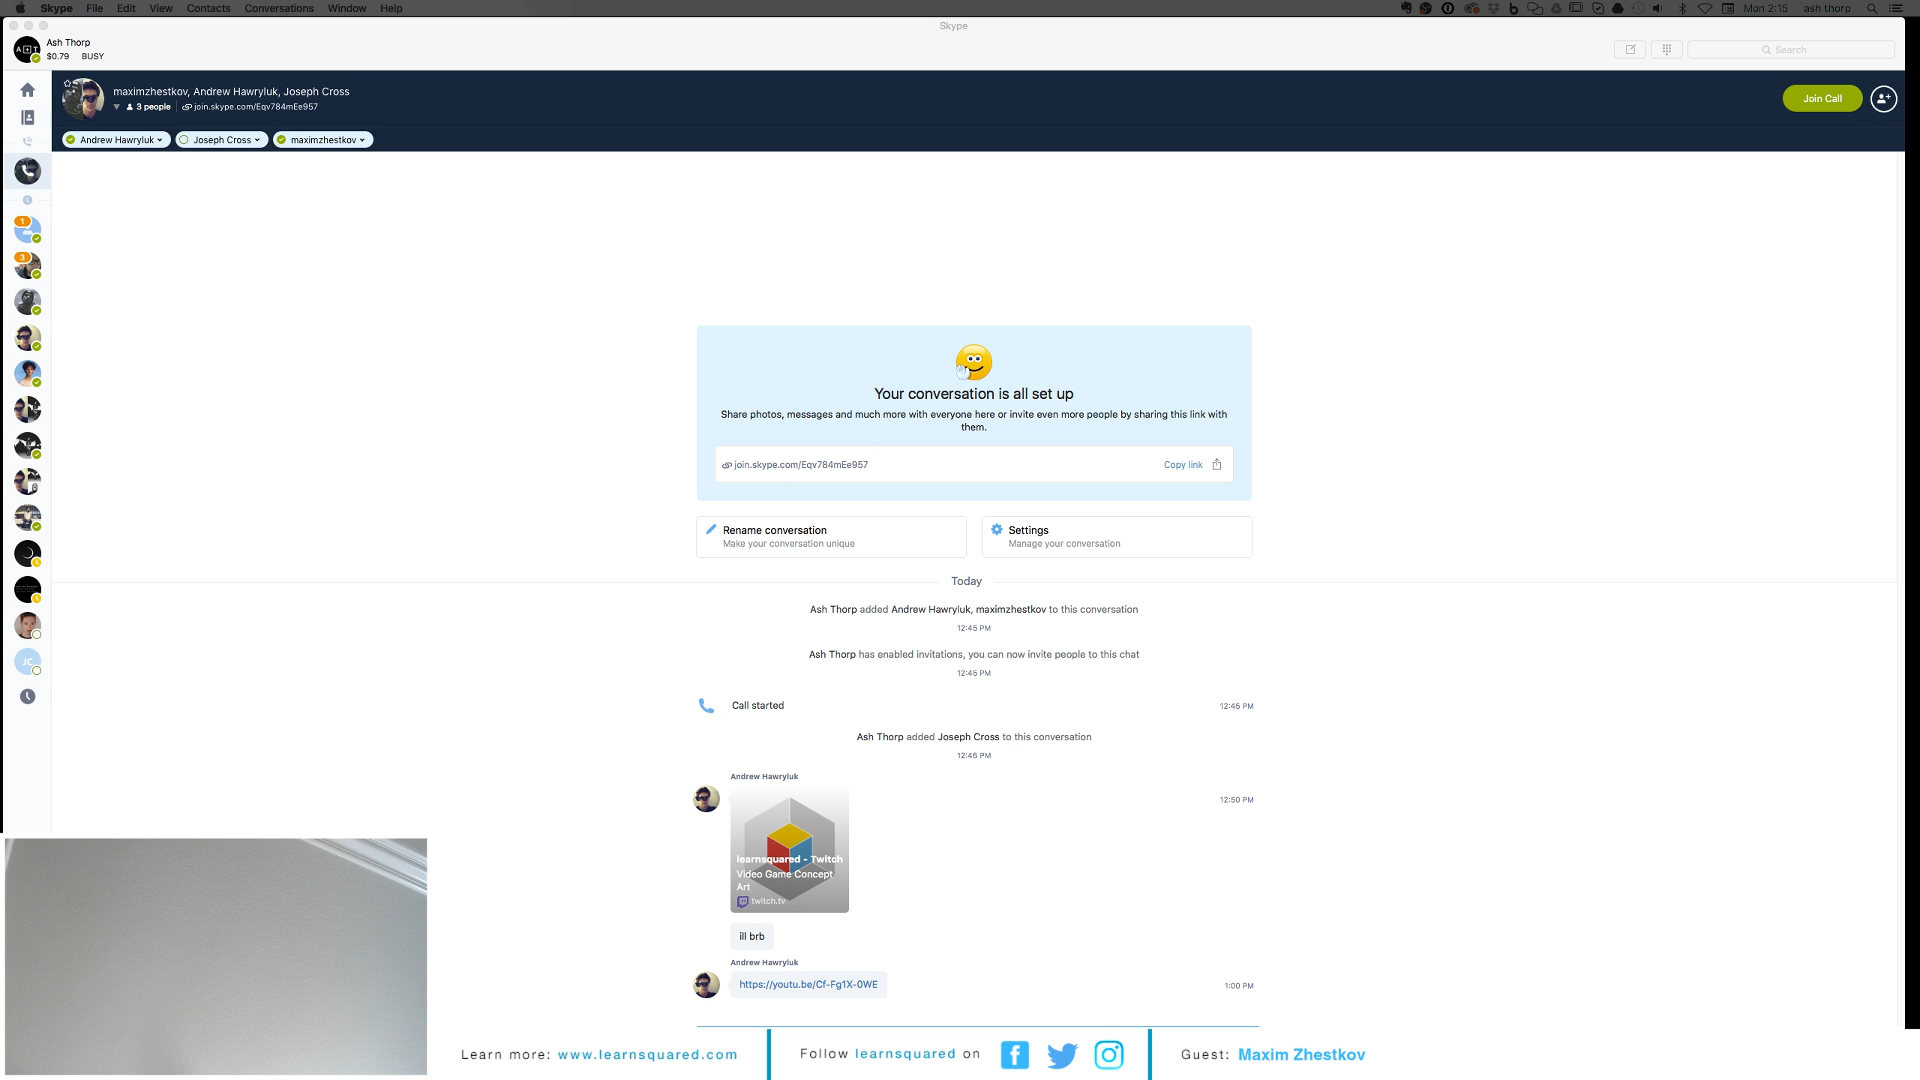 Skype File Edit View Contacts Conversations Window Help
Mon 2:15 ash thorp
Skype
Ash Thorp
$0.79 BUSY
Search
maximzhestkov, Andrew Hawryluk, Joseph Cross
3 people join.skype.com/Eqv784mEe957
Join Call
Andrew Hawryluk Joseph Cross maximzhestkov
1
3
JC
Your conversation is all set up
Share photos, messages and much more with everyone here or invite even more people by sharing this link with
them.
join.skype.com/Eqv784mEe957 Copy link
Rename conversation
Make your conversation unique
Settings
Manage your conversation
Today
Ash Thorp added Andrew Hawryluk, maximzhestkov to this conversation
12:45 PM
Ash Thorp has enabled invitations, you can now invite people to this chat
12:45 PM
Call started 12:45 PM
Ash Thorp added Joseph Cross to this conversation
12:46 PM
Andrew Hawryluk
12:50 PM
learnsquared - Twitch
Video Game Concept
Art
twitch.tv
ill brb
Andrew Hawryluk
https://youtu.be/Cf-Fg1X-0WE 1:00 PM
Learn more: www.learnsquared.com
Follow learnsquared on
Guest: Maxim Zhestkov